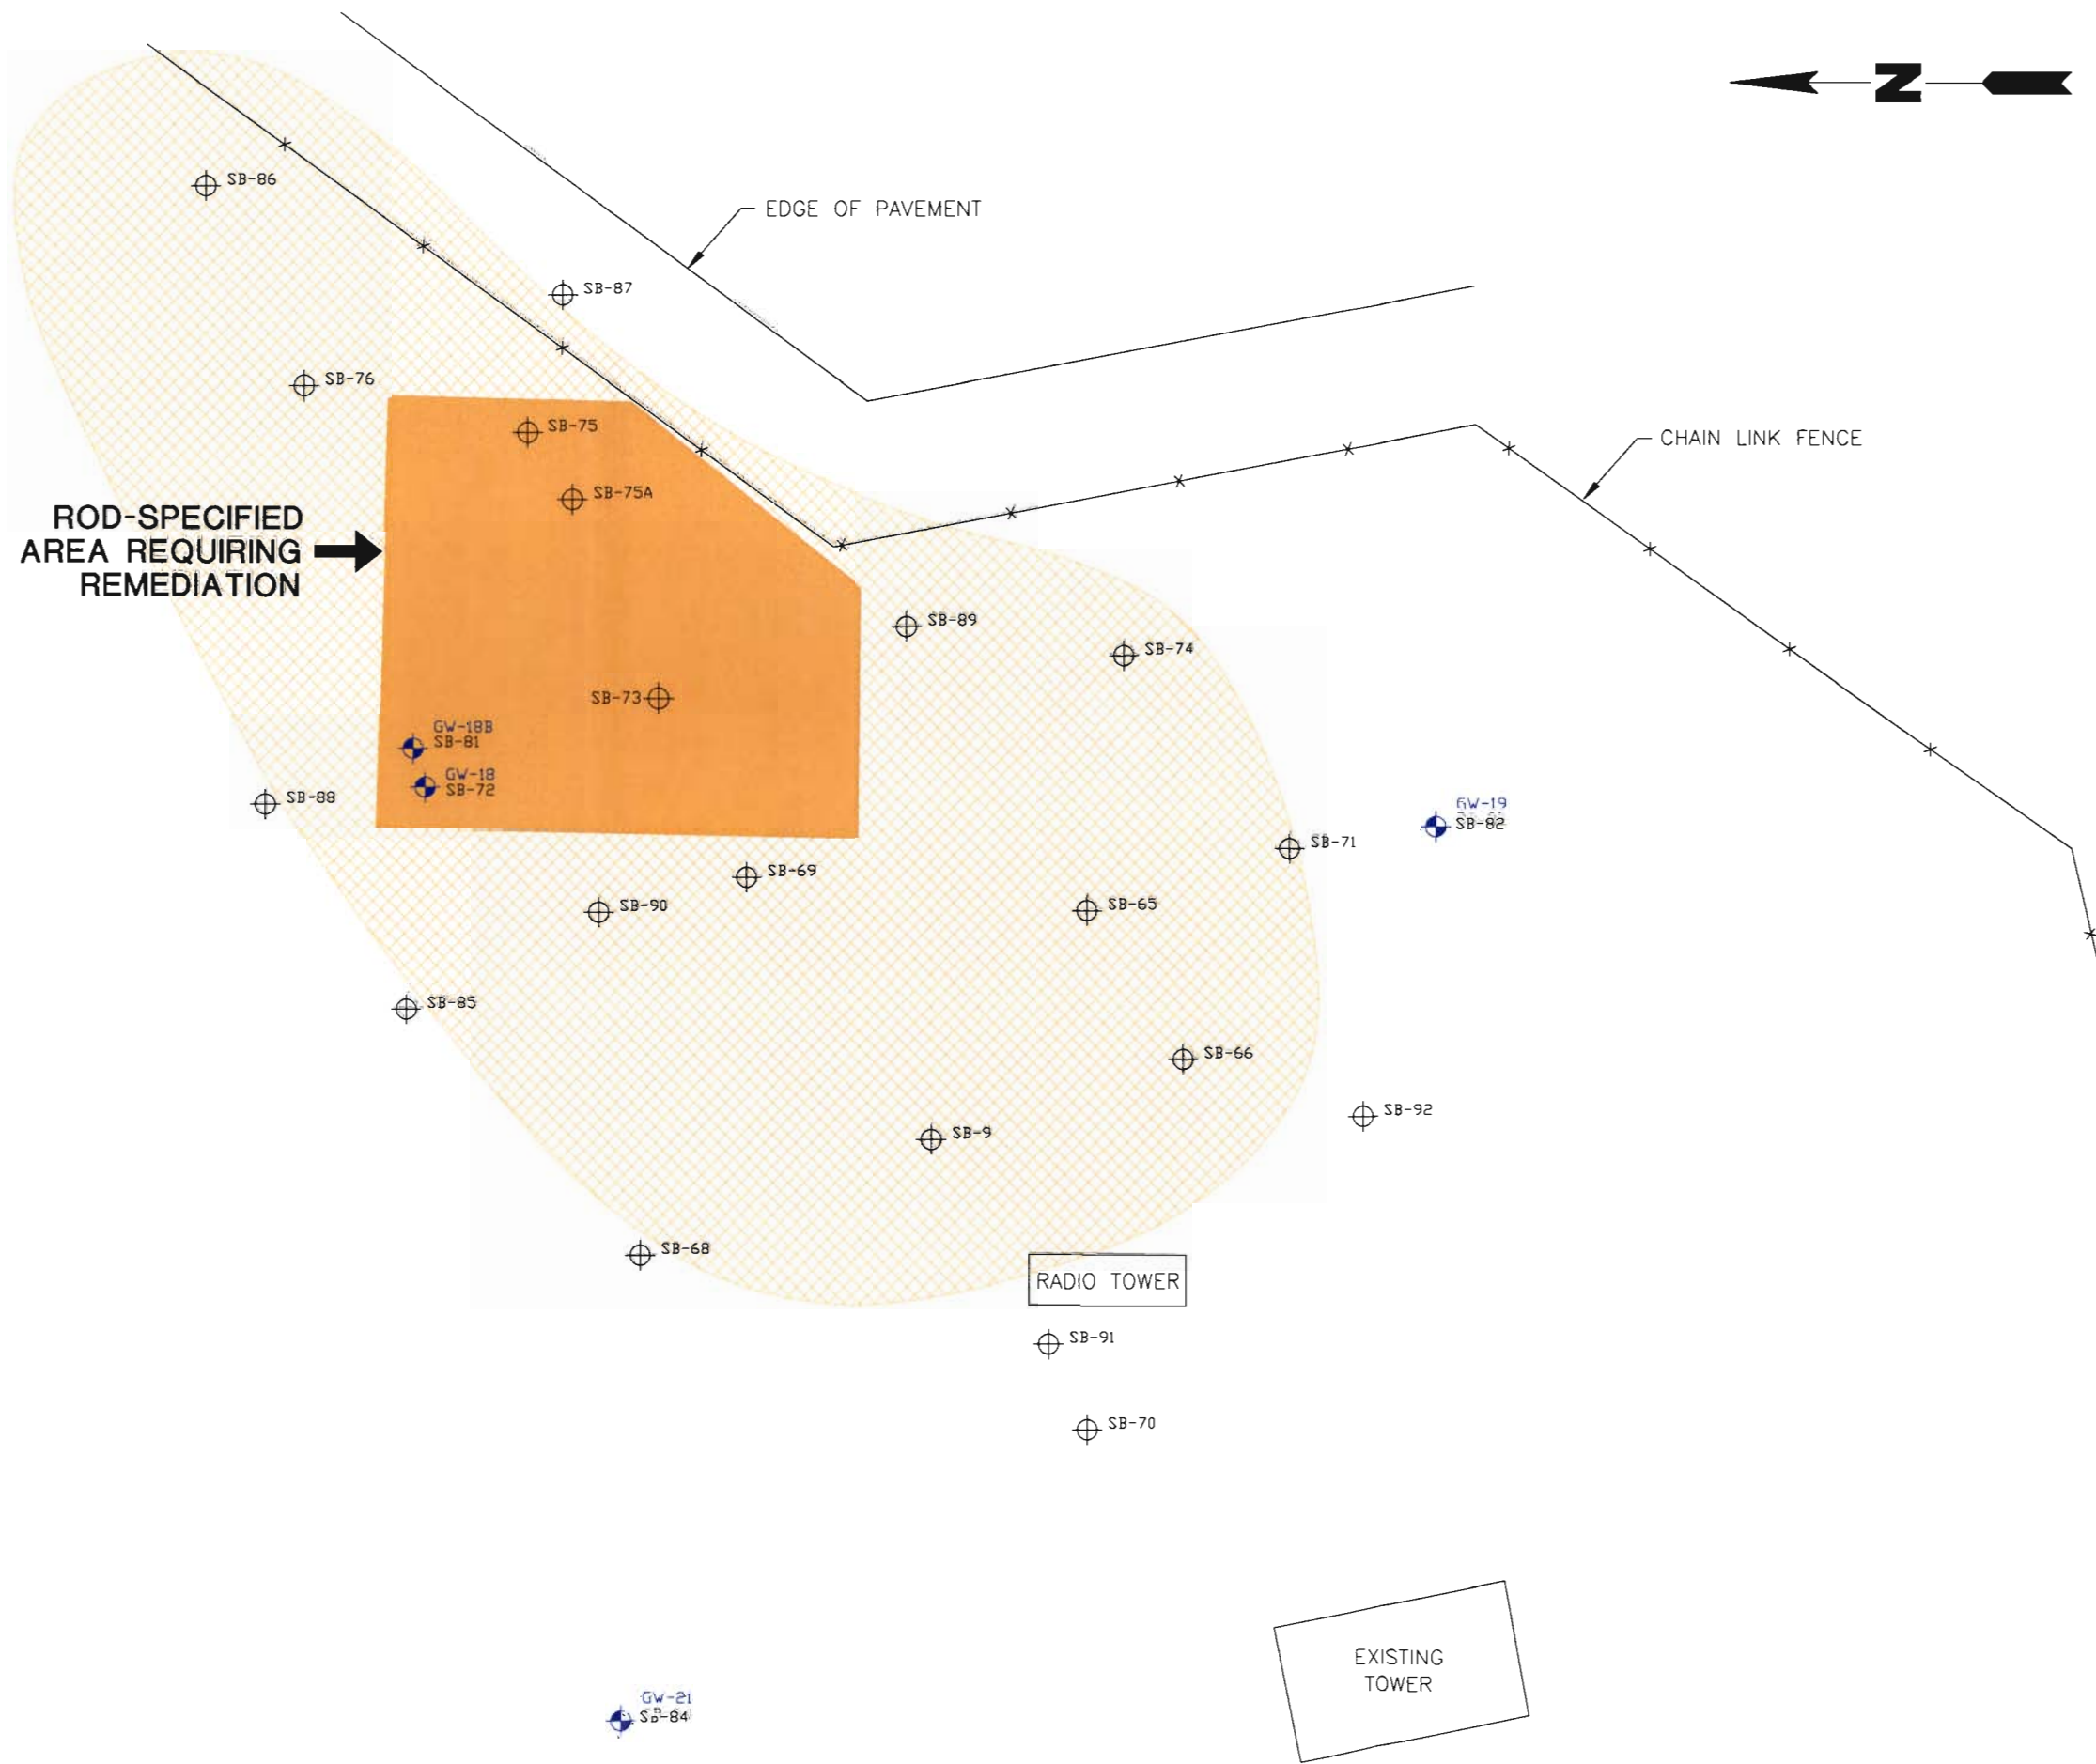 N
SB-86
EDGE OF PAVEMENT
SB-87
SB-76
SB-75
CHAIN LINK FENCE
SB-75A
ROD-SPECIFIED
AREA REQUIRING
REMEDIATION
SB-89
SB-74
SB-73
GW-18B
SB-81
GW-18
SB-72
SB-88
GW-19
SB-82
SB-71
SB-69
SB-90
SB-65
SB-85
SB-66
SB-92
SB-9
SB-68
RADIO TOWER
SB-91
SB-70
EXISTING
TOWER
GW-21
SB-84